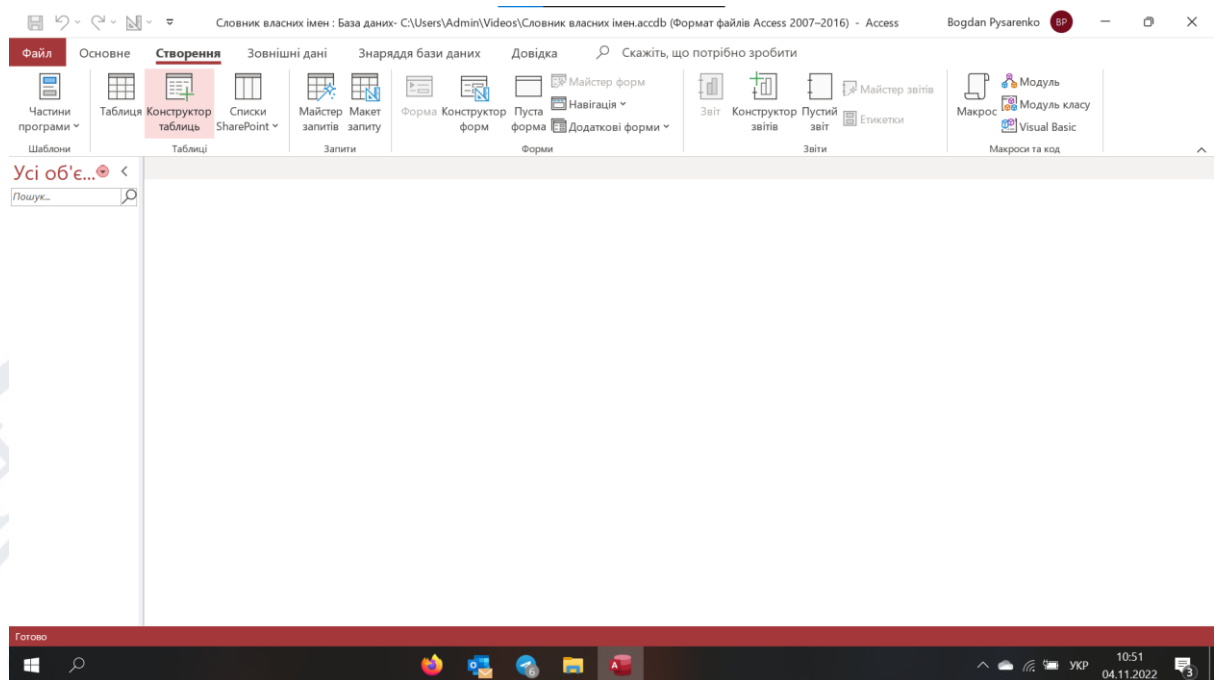 Словник власних імен : База даних- C:\Users\Admin\Videos\Словник власних імен.accdb (Формат файлів Access 2007–2016) - Access Bogdan Pysarenko BP
Файл Основне Створення Зовнішні дані Знаряддя бази даних Довідка Скажіть, що потрібно зробити
Частини програми
Таблиця
Конструктор таблиць
Списки SharePoint
Майстер запитів
Макет запиту
Форма
Конструктор форм
Пуста форма
Майстер форм
Навігація
Додаткові форми
Звіт
Конструктор звітів
Пустий звіт
Майстер звітів
Етикетки
Макрос
Модуль
Модуль класу
Visual Basic
Шаблони Таблиці Запити Форми Звіти Макроси та код
Усі об'є...
Пошук...
Готово
6
A
УКР
10:51
04.11.2022
3